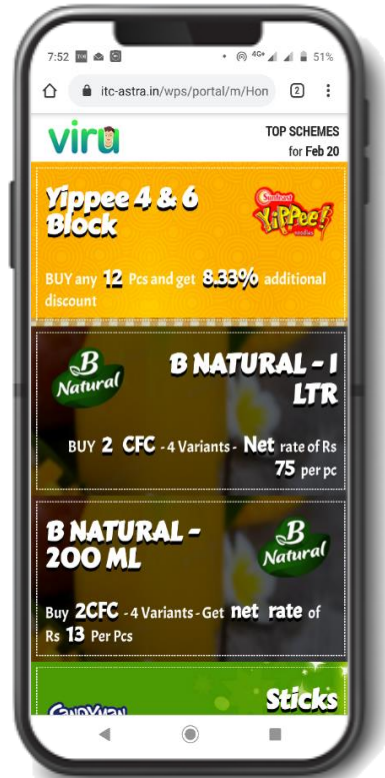 7:52
4G+
51%
itc-astra.in/wps/portal/m/Hon
2
viru
TOP SCHEMES
for Feb 20
Yippee 4 & 6
Block
Sunfeast
YiPPee!
noodles
BUY any 12 Pcs and get 8.33% additional
discount
B
Natural
B NATURAL - 1
LTR
BUY 2 CFC - 4 Variants - Net rate of Rs
75 per pc
B NATURAL -
200 ML
B
Natural
Buy 2CFC - 4 Variants - Get net rate of
Rs 13 Per Pcs
Sticks
CANDYMAN